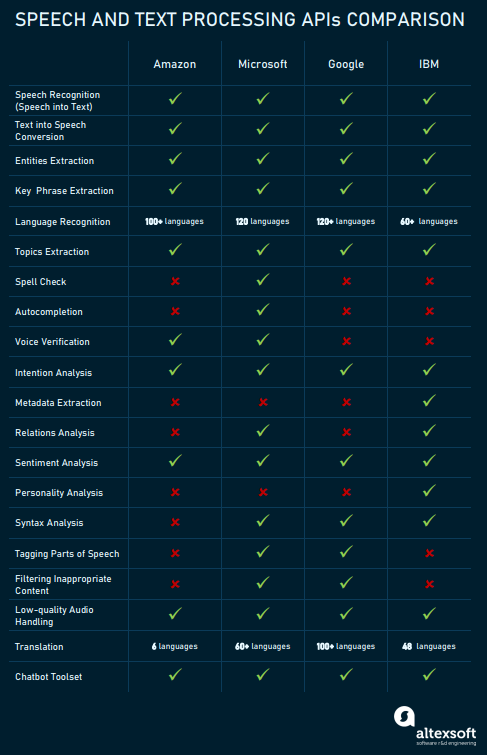 SPEECH AND TEXT PROCESSING APIs COMPARISON
Amazon Microsoft Google IBM
Speech Recognition
(Speech into Text)
Text into Speech
Conversion
Entities Extraction
Key Phrase Extraction
Language Recognition 100+ languages 120 languages 120+ languages 60+ languages
Topics Extraction
Spell Check
Autocompletion
Voice Verification
Intention Analysis
Metadata Extraction
Relations Analysis
Sentiment Analysis
Personality Analysis
Syntax Analysis
Tagging Parts of Speech
Filtering Inappropriate
Content
Low-quality Audio
Handling
Translation 6 languages 60+ languages 100+ languages 48 languages
Chatbot Toolset
altexsoft
software r&d engineering